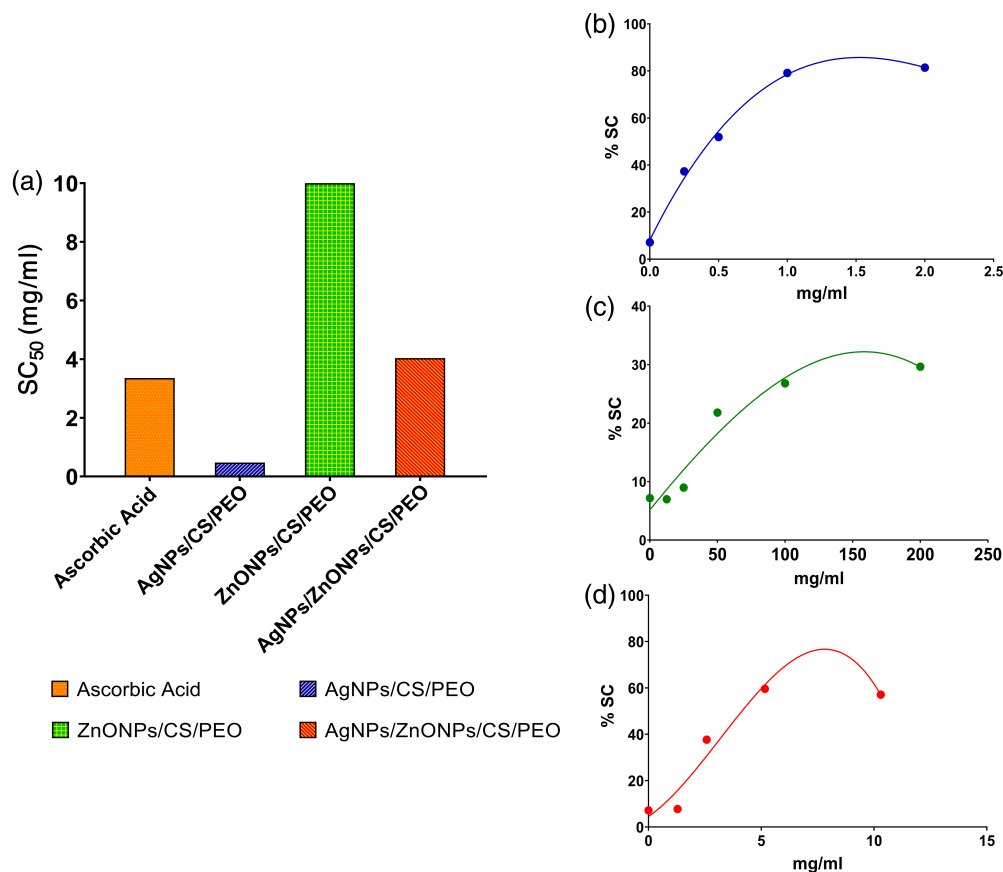 (a)
SC50 (mg/ml)
10
8
6
4
2
0
Ascorbic Acid
AgNPs/CS/PEO
ZnONPs/CS/PEO
AgNPs/ZnONPs/CS/PEO
Ascorbic Acid
AgNPs/CS/PEO
ZnONPs/CS/PEO
AgNPs/ZnONPs/CS/PEO
(b)
% SC
100
80
60
40
20
0
0.0 0.5 1.0 1.5 2.0 2.5
mg/ml
(c)
% SC
40
30
20
10
0
0 50 100 150 200 250
mg/ml
(d)
% SC
100
80
60
40
20
0
0 5 10 15
mg/ml